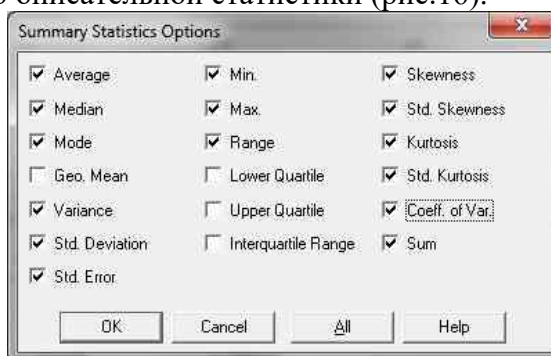 описательной статистики (рис.10).
Summary Statistics Options
Average
Min.
Skewness
Median
Max.
Std. Skewness
Mode
Range
Kurtosis
Geo. Mean
Lower Quartile
Std. Kurtosis
Variance
Upper Quartile
Coeff. of Var.
Std. Deviation
Interquartile Range
Sum
Std. Error
OK
Cancel
All
Help